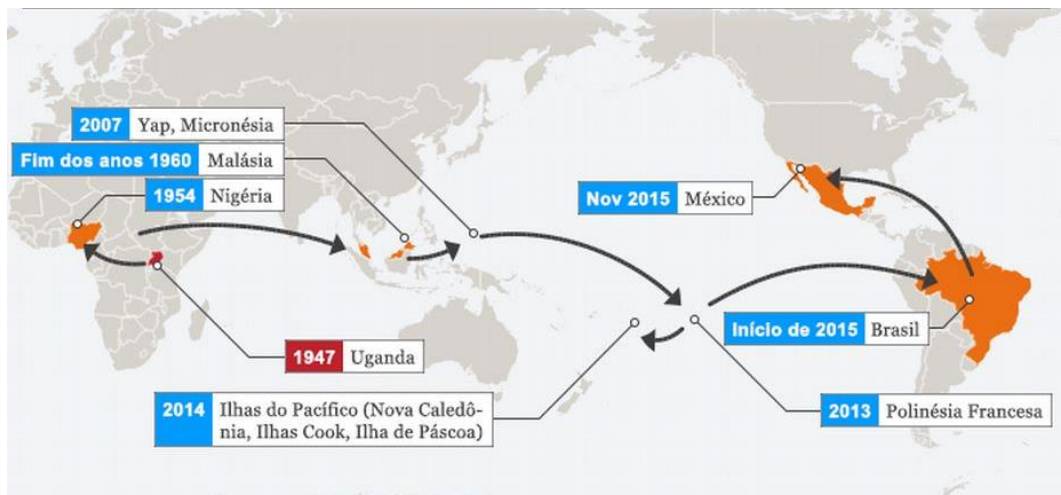 2007 Yap, Micronésia
Fim dos anos 1960 Malásia
1954 Nigéria
Nov 2015 México
Início de 2015 Brasil
1947 Uganda
2014 Ilhas do Pacífico (Nova Caledô-
nia, Ilhas Cook, Ilha de Páscoa)
2013 Polinésia Francesa